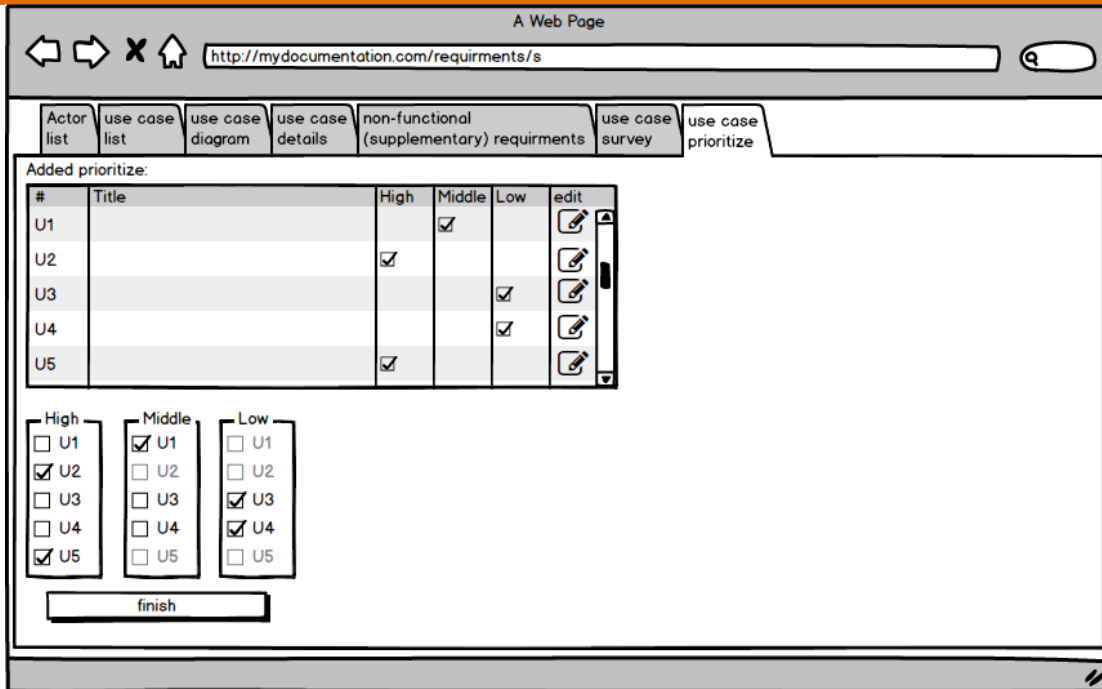 A Web Page
http://mydocumentation.com/requirments/s
Actor list
use case list
use case diagram
use case details
non-functional (supplementary) requirments
use case survey
use case prioritize
Added prioritize:
# Title High Middle Low edit
U1
U2
U3
U4
U5
High
U1
U2
U3
U4
U5
Middle
U1
U2
U3
U4
U5
Low
U1
U2
U3
U4
U5
finish